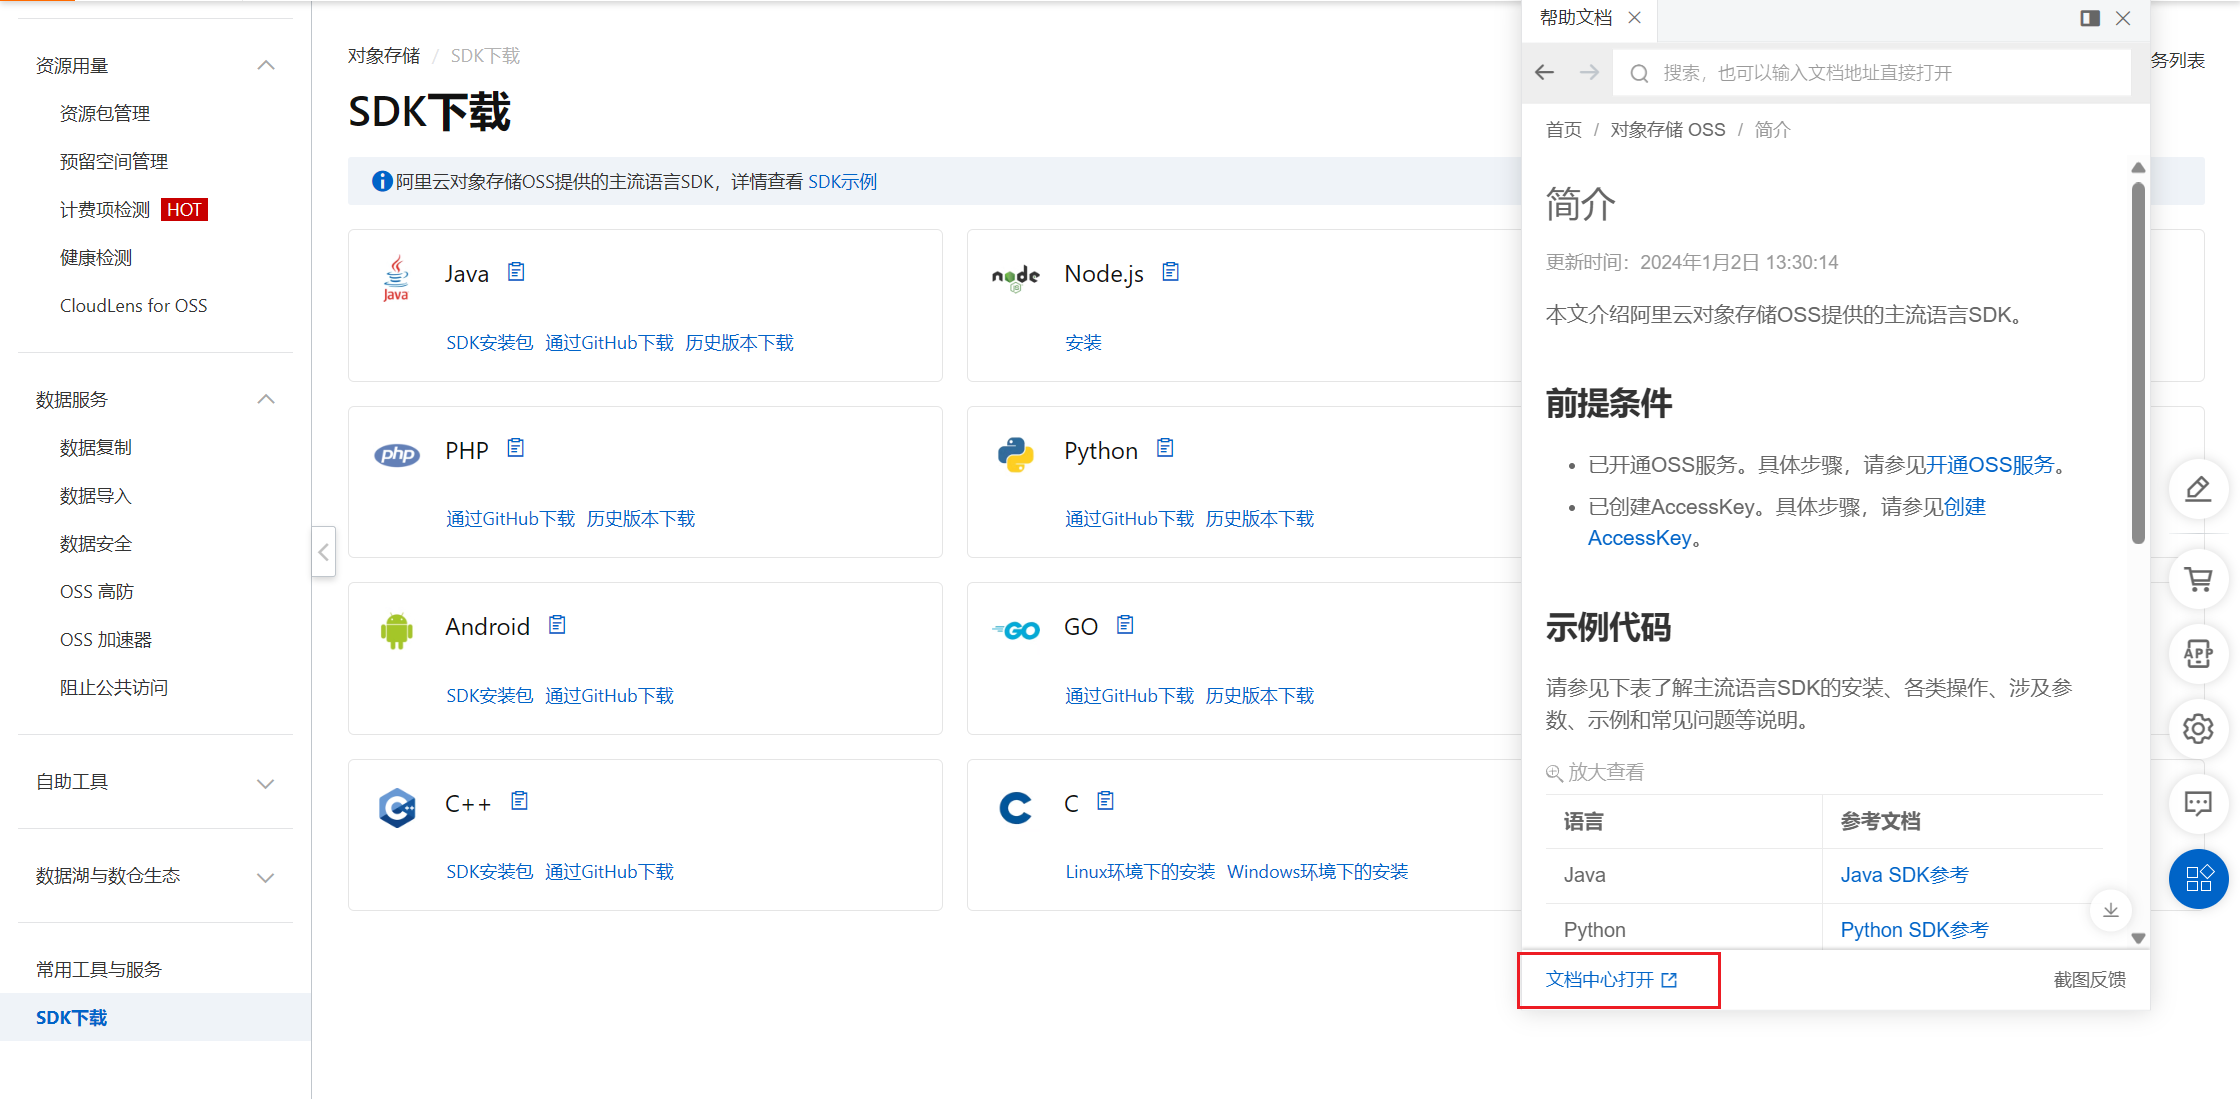 资源用量
资源包管理
预留空间管理
计费项检测 HOT
健康检测
CloudLens for OSS
数据服务
数据复制
数据导入
数据安全
OSS 高防
OSS 加速器
阻止公共访问
自助工具
数据湖与数仓生态
常用工具与服务
SDK下载
对象存储 / SDK下载
SDK下载
阿里云对象存储OSS提供的主流语言SDK，详情查看 SDK示例
Java
Java
SDK安装包 通过GitHub下载 历史版本下载
node
JS
Node.js
安装
php
PHP
通过GitHub下载 历史版本下载
Python
通过GitHub下载 历史版本下载
Android
SDK安装包 通过GitHub下载
GO
GO
通过GitHub下载 历史版本下载
C++
C++
SDK安装包 通过GitHub下载
C
C
Linux环境下的安装 Windows环境下的安装
务列表
帮助文档
搜索，也可以输入文档地址直接打开
首页 / 对象存储 OSS / 简介
简介
更新时间：2024年1月2日 13:30:14
本文介绍阿里云对象存储OSS提供的主流语言SDK。
前提条件
• 已开通OSS服务。具体步骤，请参见开通OSS服务。
• 已创建AccessKey。具体步骤，请参见创建
AccessKey。
示例代码
请参见下表了解主流语言SDK的安装、各类操作、涉及参
数、示例和常见问题等说明。
放大查看
语言 参考文档
Java Java SDK参考
Python Python SDK参考
文档中心打开
截图反馈
APP